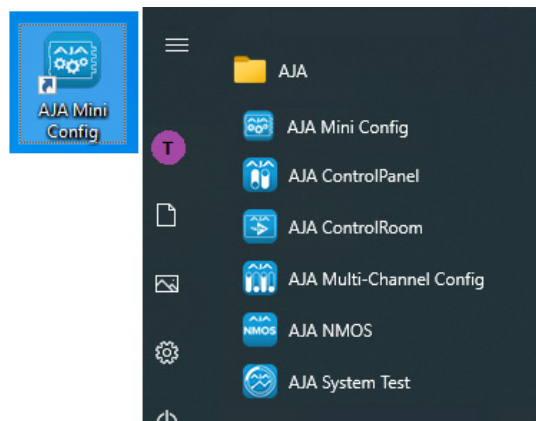 AJA Mini
Config
T
AJA
AJA Mini Config
AJA ControlPanel
AJA ControlRoom
AJA Multi-Channel Config
NMOS
AJA NMOS
AJA System Test